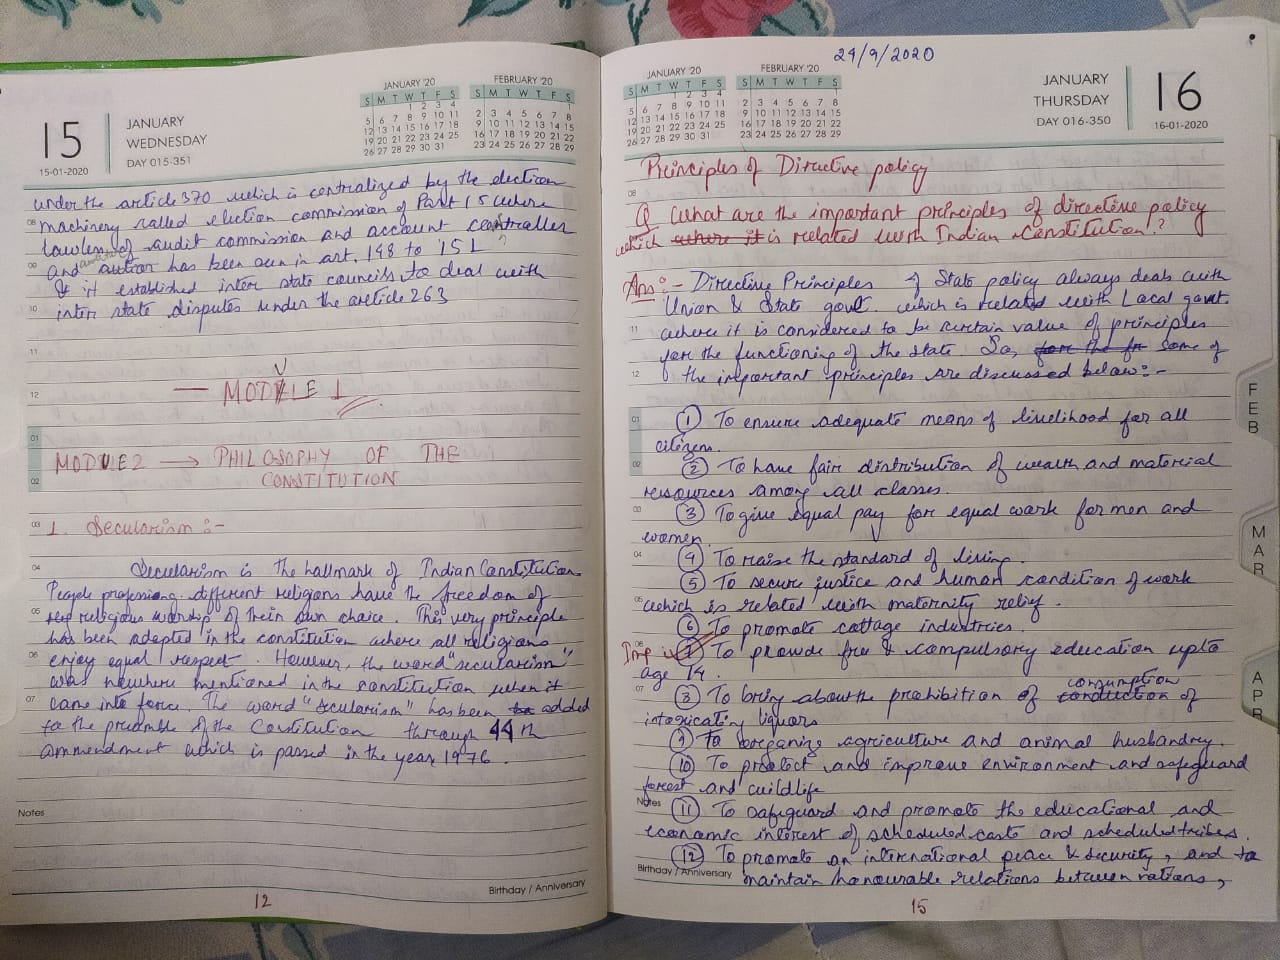 15
15-01-2020
JANUARY
WEDNESDAY
DAY 015-351
JANUARY '20
S M T W T F S
1 2 3 4
5 6 7 8 9 10 11
12 13 14 15 16 17 18
19 20 21 22 23 24 25
26 27 28 29 30 31
FEBRUARY '20
S M T W T F S
1
2 3 4 5 6 7 8
9 10 11 12 13 14 15
16 17 18 19 20 21 22
23 24 25 26 27 28 29
under the article 370 which is centralized by the election
machinery called election commission of Part 15 where
of audit commission and account controller
and has been seen in art. 148 to 151
& it established inter state councils to deal with
inter state disputes under the article 263
— MODULE 1
MODULE 2 → PHILOSOPHY OF THE
CONSTITUTION
1. Secularism :-
Secularism is the hallmark of Indian Constitution
People professing different religions have the freedom of
religious worship of their own choice. This very principle
has been adapted in the constitution where all religions
enjoy equal respect. However, the word "secularism"
was nowhere mentioned in the constitution when it
came into force. The word "secularism" has been added
to the preamble of the Constitution through 44th
ammendment which is passed in the year 1976.
Notes
Birthday / Anniversary
12
29/9/2020
JANUARY '20
S M T W T F S
1 2 3 4
5 6 7 8 9 10 11
12 13 14 15 16 17 18
19 20 21 22 23 24 25
26 27 28 29 30 31
FEBRUARY '20
S M T W T F S
1
2 3 4 5 6 7 8
9 10 11 12 13 14 15
16 17 18 19 20 21 22
23 24 25 26 27 28 29
JANUARY
THURSDAY
DAY 016-350
16
16-01-2020
Principles of Directive policy
Q What are the important principles of directive policy
which where it is related with Indian Constitution?
Ans:- Directive Principles of State policy always deals with
Union & State govt. which is related with Local govt.
where it is considered to be certain value of principles
for the functioning of the state. So, some of
the important principles are discussed below:-
① To ensure adequate means of livelihood for all
citizens.
② To have fair distribution of wealth and material
resources among all classes.
③ To give equal pay for equal work for men and
women.
④ To raise the standard of living.
⑤ To secure justice and human condition of work
which is related with maternity relief.
⑥ To promote cottage industries.
Imp ⑦ To provide free & compulsory education upto
age 14.
consumption
⑧ To bring about the prohibition of conduction of
intoxicating liquors
⑨ To organize agriculture and animal husbandry.
⑩ To protect and improve environment and safeguard
forest and wildlife
Notes
⑪ To safeguard and promote the educational and
economic interest of scheduled casts and scheduled tribes.
⑫ To promote an international peace & security, and to
Birthday / Anniversary
maintain honourable relations between nations,
15
FEB
MAR
APR